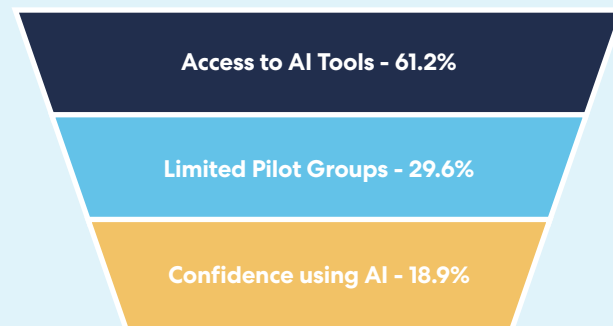 Access to AI Tools - 61.2%
Limited Pilot Groups - 29.6%
Confidence using AI - 18.9%